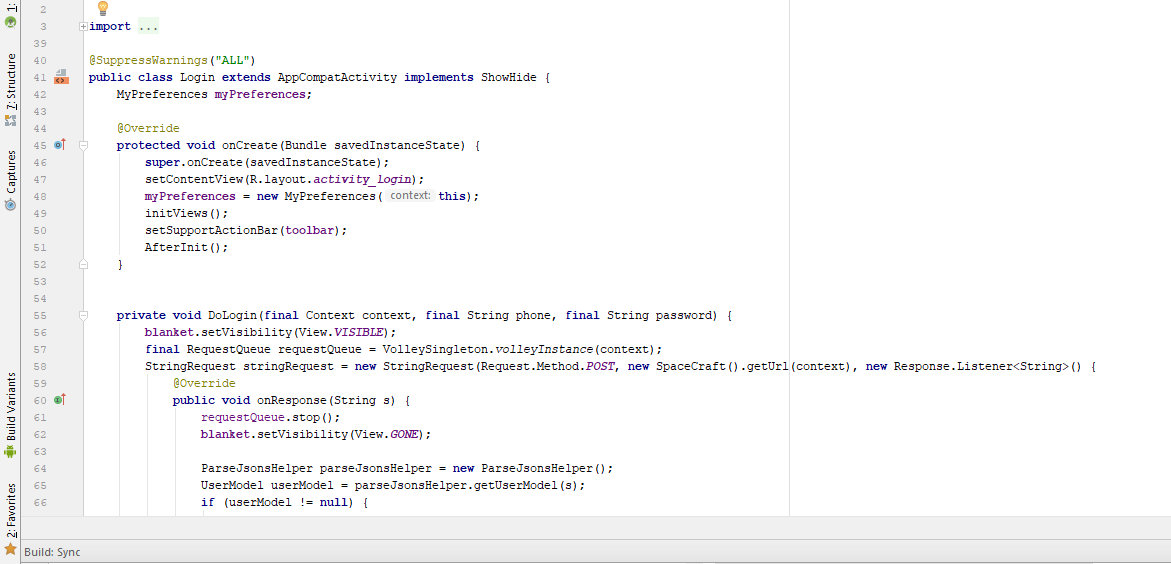 1:
7: Structure
Captures
Build Variants
2: Favorites
2
3 import ...
39
40 @SuppressWarnings("ALL")
41 public class Login extends AppCompatActivity implements ShowHide {
42 MyPreferences myPreferences;
43
44 @Override
45 protected void onCreate(Bundle savedInstanceState) {
46 super.onCreate(savedInstanceState);
47 setContentView(R.layout.activity_login);
48 myPreferences = new MyPreferences( context: this);
49 initViews();
50 setSupportActionBar(toolbar);
51 AfterInit();
52 }
53
54
55 private void DoLogin(final Context context, final String phone, final String password) {
56 blanket.setVisibility(View.VISIBLE);
57 final RequestQueue requestQueue = VolleySingleton.volleyInstance(context);
58 StringRequest stringRequest = new StringRequest(Request.Method.POST, new SpaceCraft().getUrl(context), new Response.Listener<String>() {
59 @Override
60 public void onResponse(String s) {
61 requestQueue.stop();
62 blanket.setVisibility(View.GONE);
63
64 ParseJsonsHelper parseJsonsHelper = new ParseJsonsHelper();
65 UserModel userModel = parseJsonsHelper.getUserModel(s);
66 if (userModel != null) {
Build: Sync